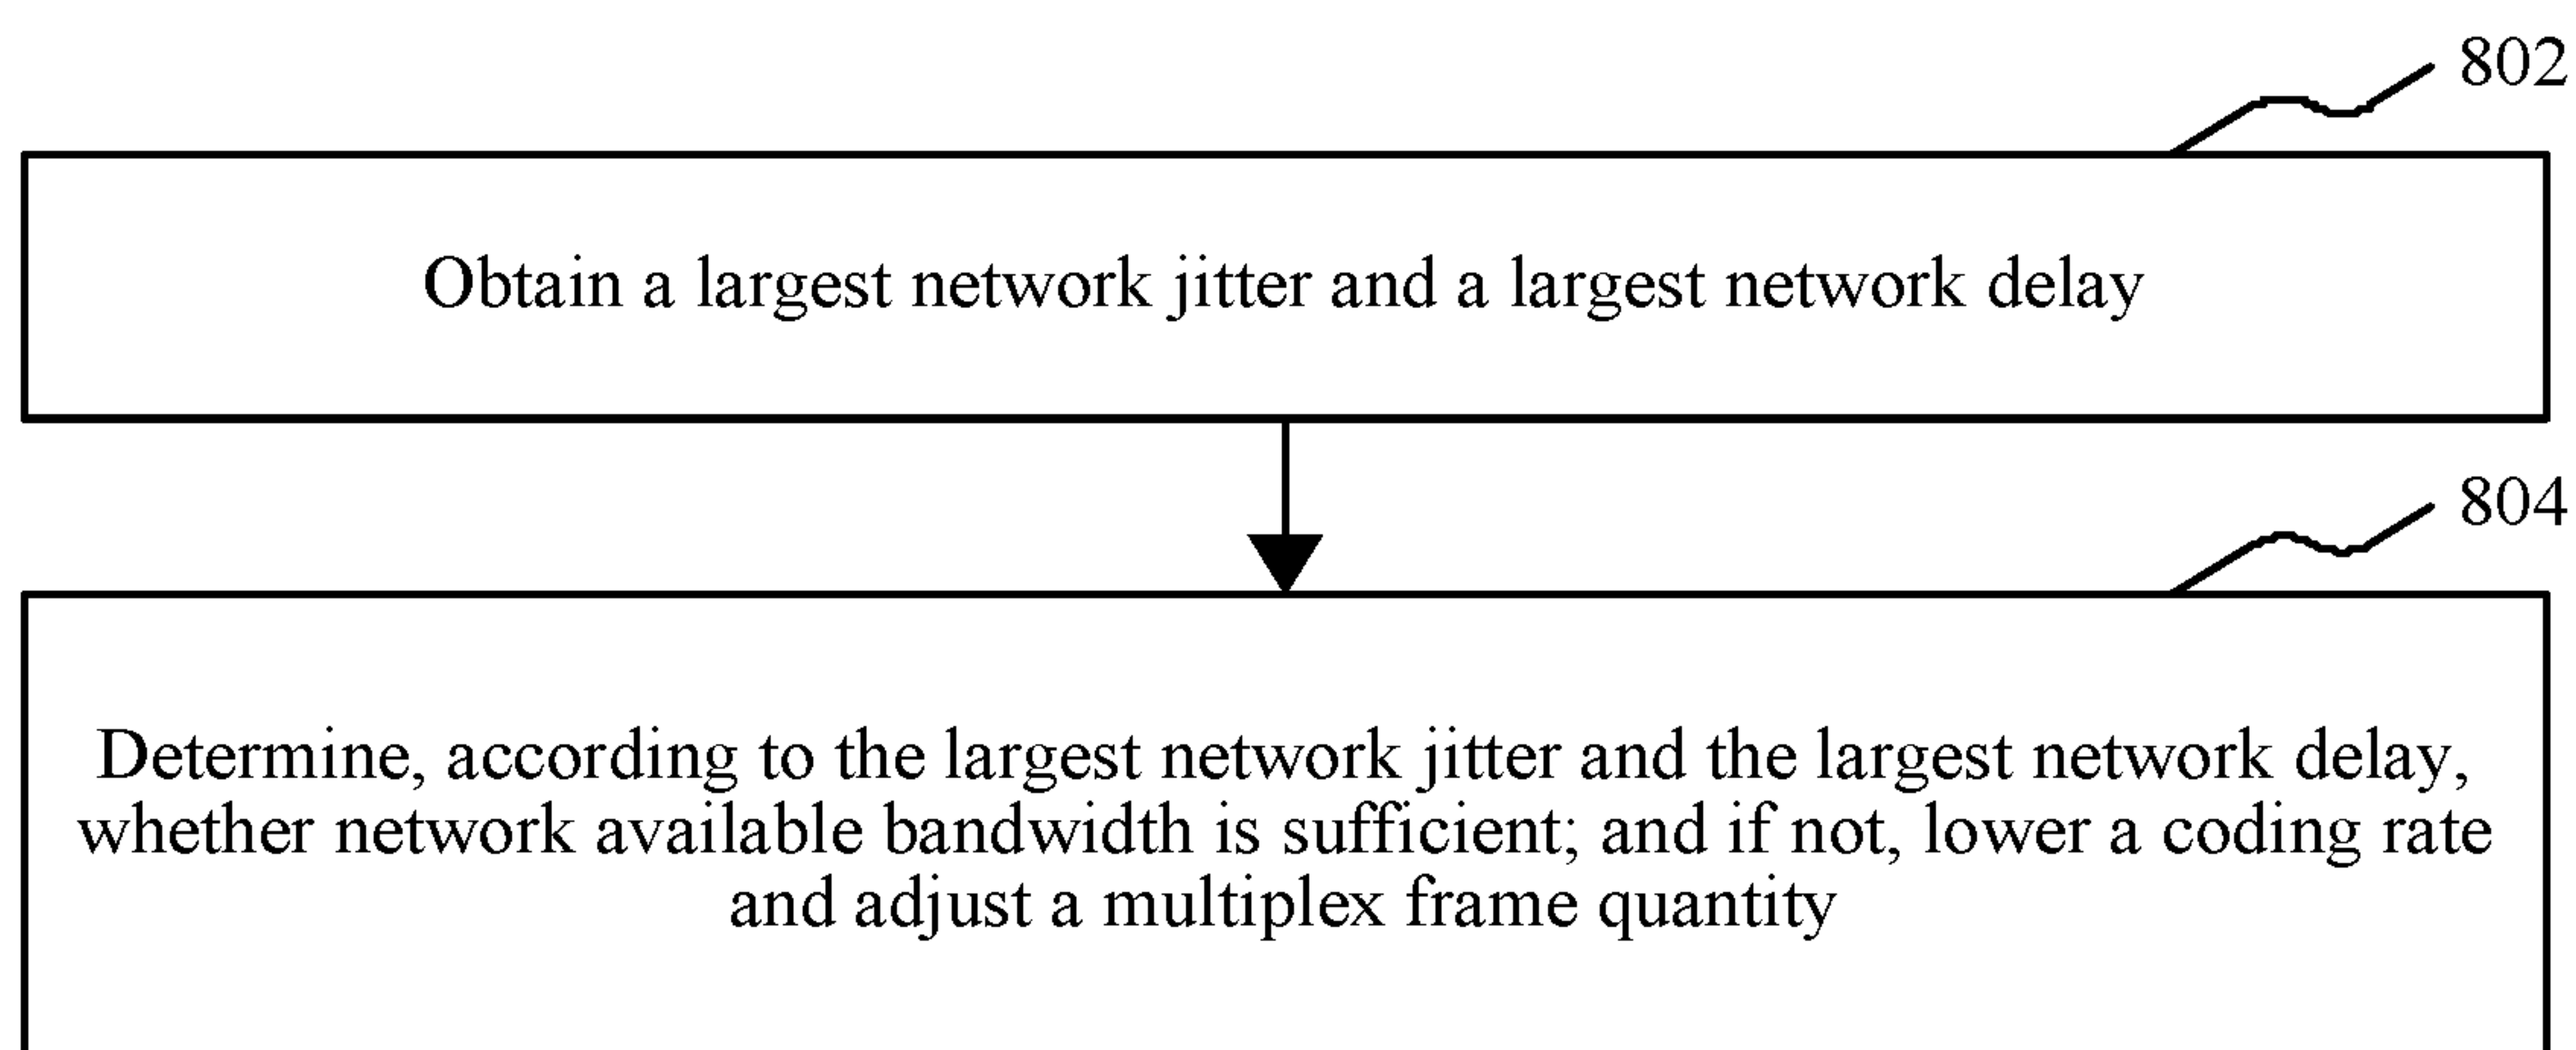 802
Obtain a largest network jitter and a largest network delay
804
Determine, according to the largest network jitter and the largest network delay,
whether network available bandwidth is sufficient; and if not, lower a coding rate
and adjust a multiplex frame quantity